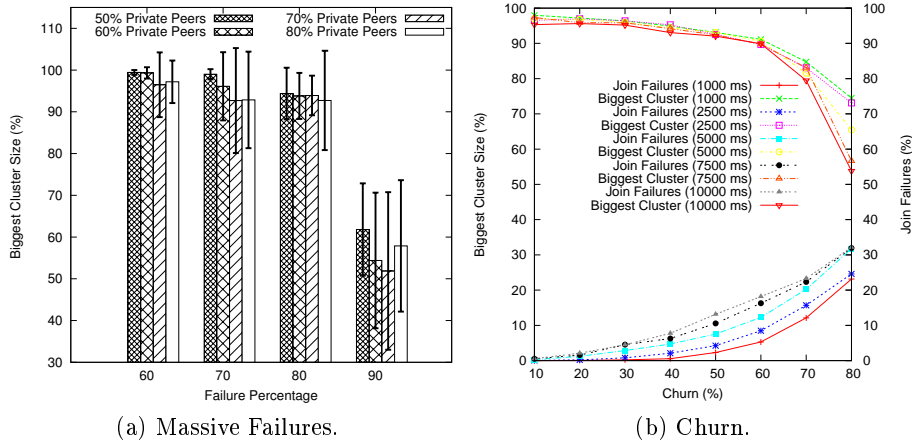 50% Private Peers
60% Private Peers
70% Private Peers
80% Private Peers
Biggest Cluster Size (%)
110
100
90
80
70
60
50
40
30
60
70
80
90
Failure Percentage
(a) Massive Failures.
Biggest Cluster Size (%)
100
90
80
70
60
50
40
30
20
10
0
Join Failures (1000 ms)
Biggest Cluster (1000 ms)
Join Failures (2500 ms)
Biggest Cluster (2500 ms)
Join Failures (5000 ms)
Biggest Cluster (5000 ms)
Join Failures (7500 ms)
Biggest Cluster (7500 ms)
Join Failures (10000 ms)
Biggest Cluster (10000 ms)
100
90
80
70
60
50
40
30
20
10
0
Join Failures (%)
10
20
30
40
50
60
70
80
Churn (%)
(b) Churn.